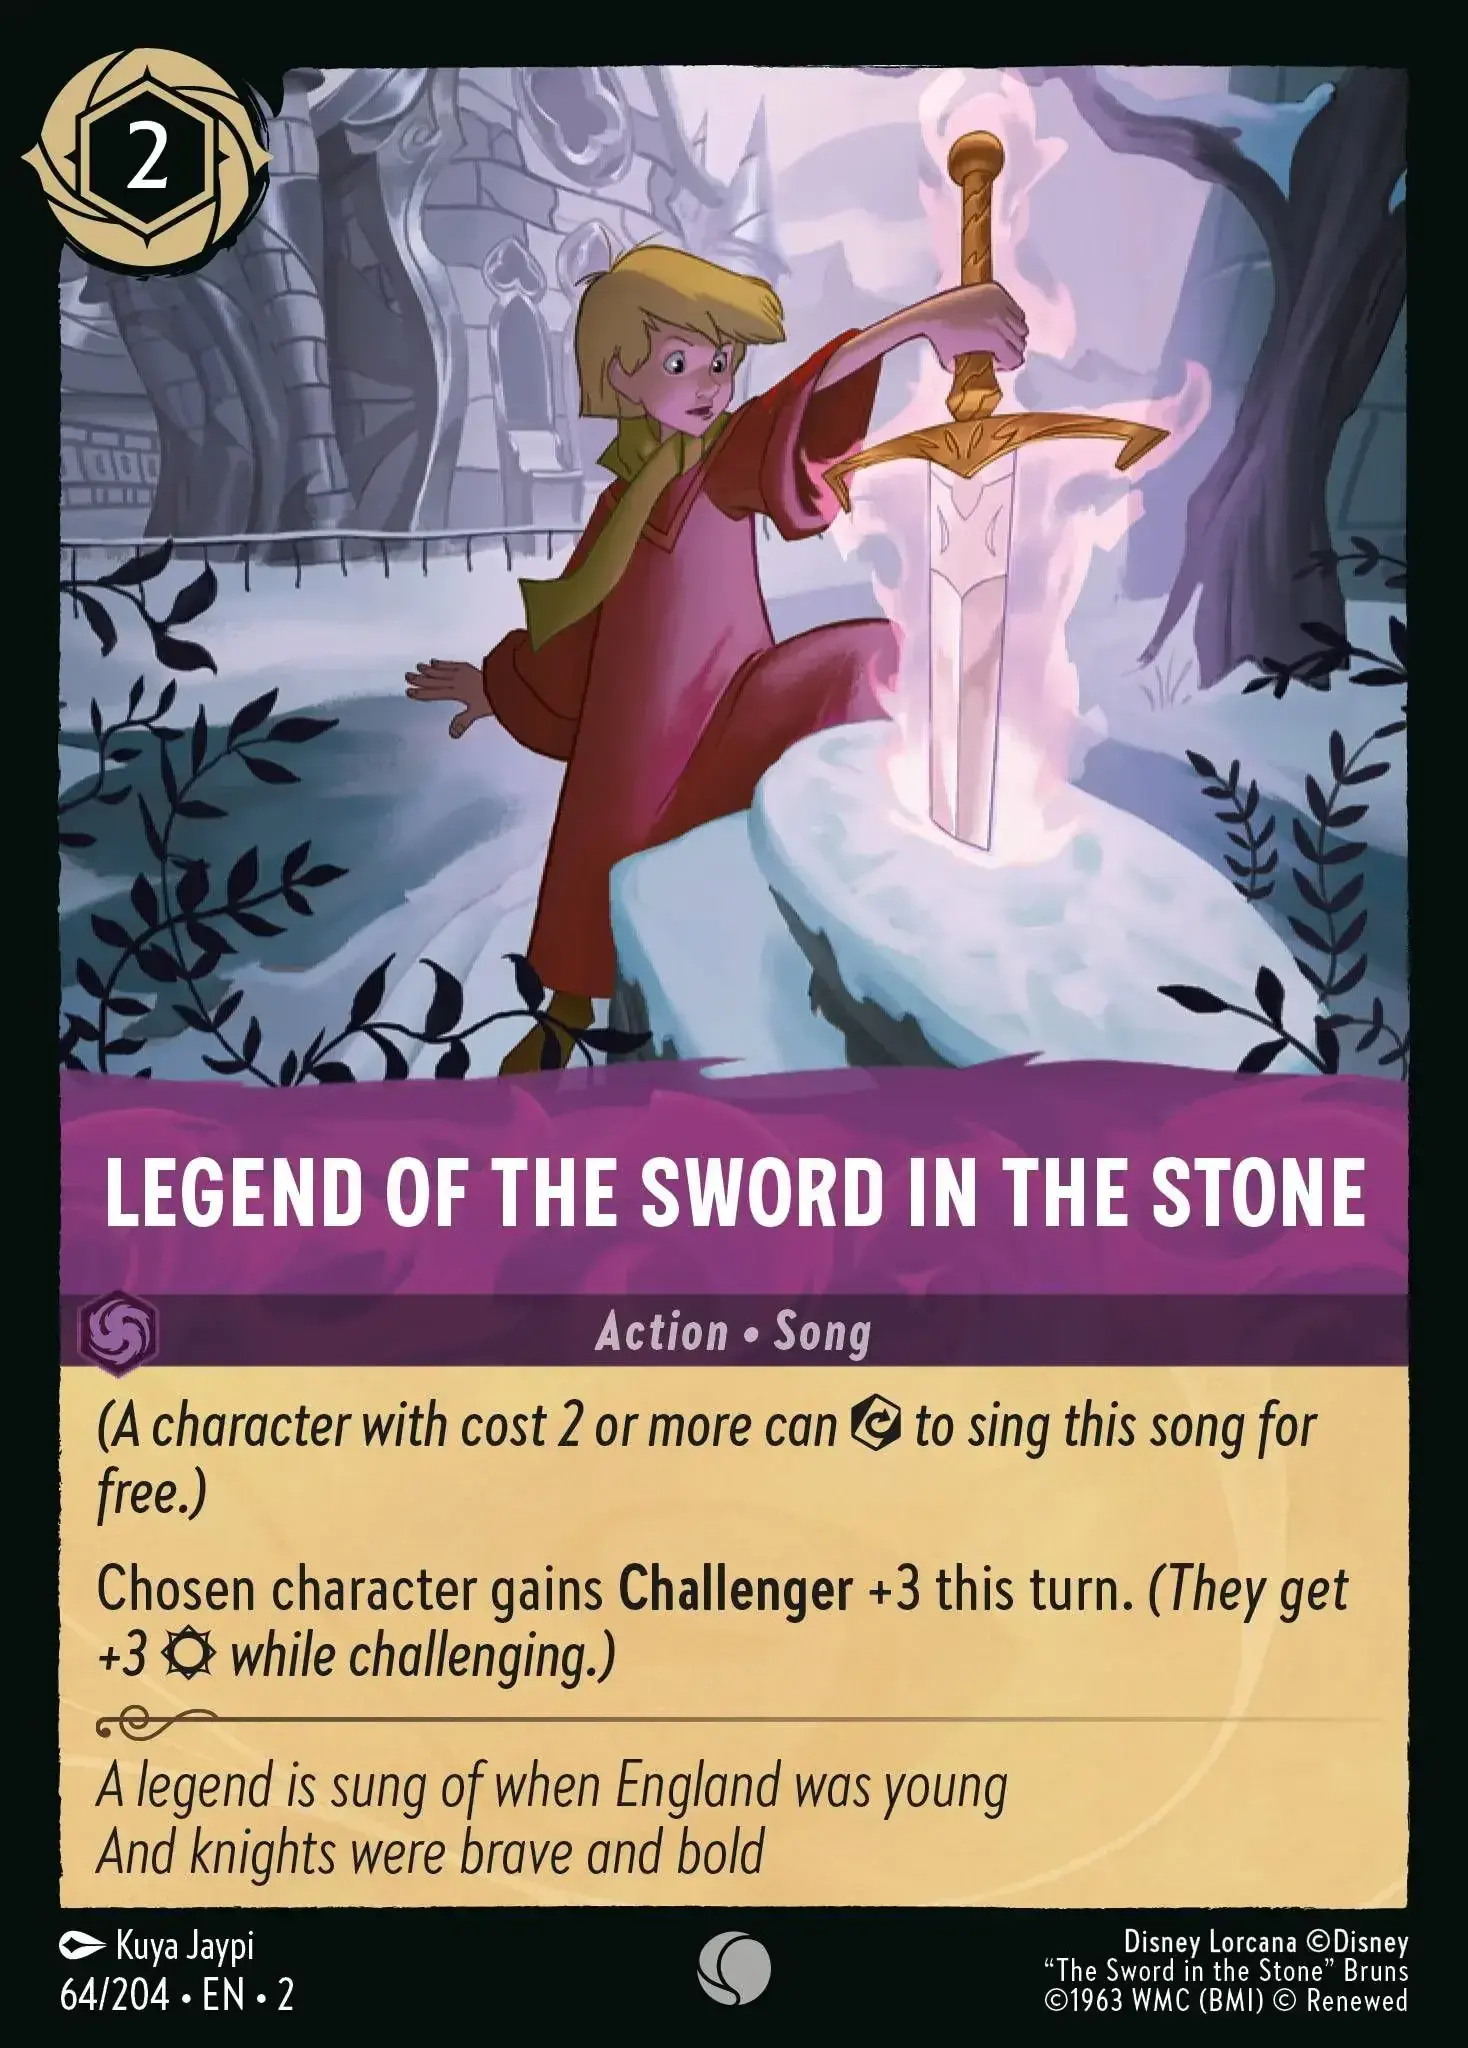 2
LEGEND OF THE SWORD IN THE STONE
Action • Song
(A character with cost 2 or more can to sing this song for
free.)
Chosen character gains Challenger +3 this turn. (They get
+3 while challenging.)
A legend is sung of when England was young
And knights were brave and bold
Kuya Jaypi
64/204 • EN • 2
Disney Lorcana ©Disney
“The Sword in the Stone” Bruns
©1963 WMC (BMI) © Renewed